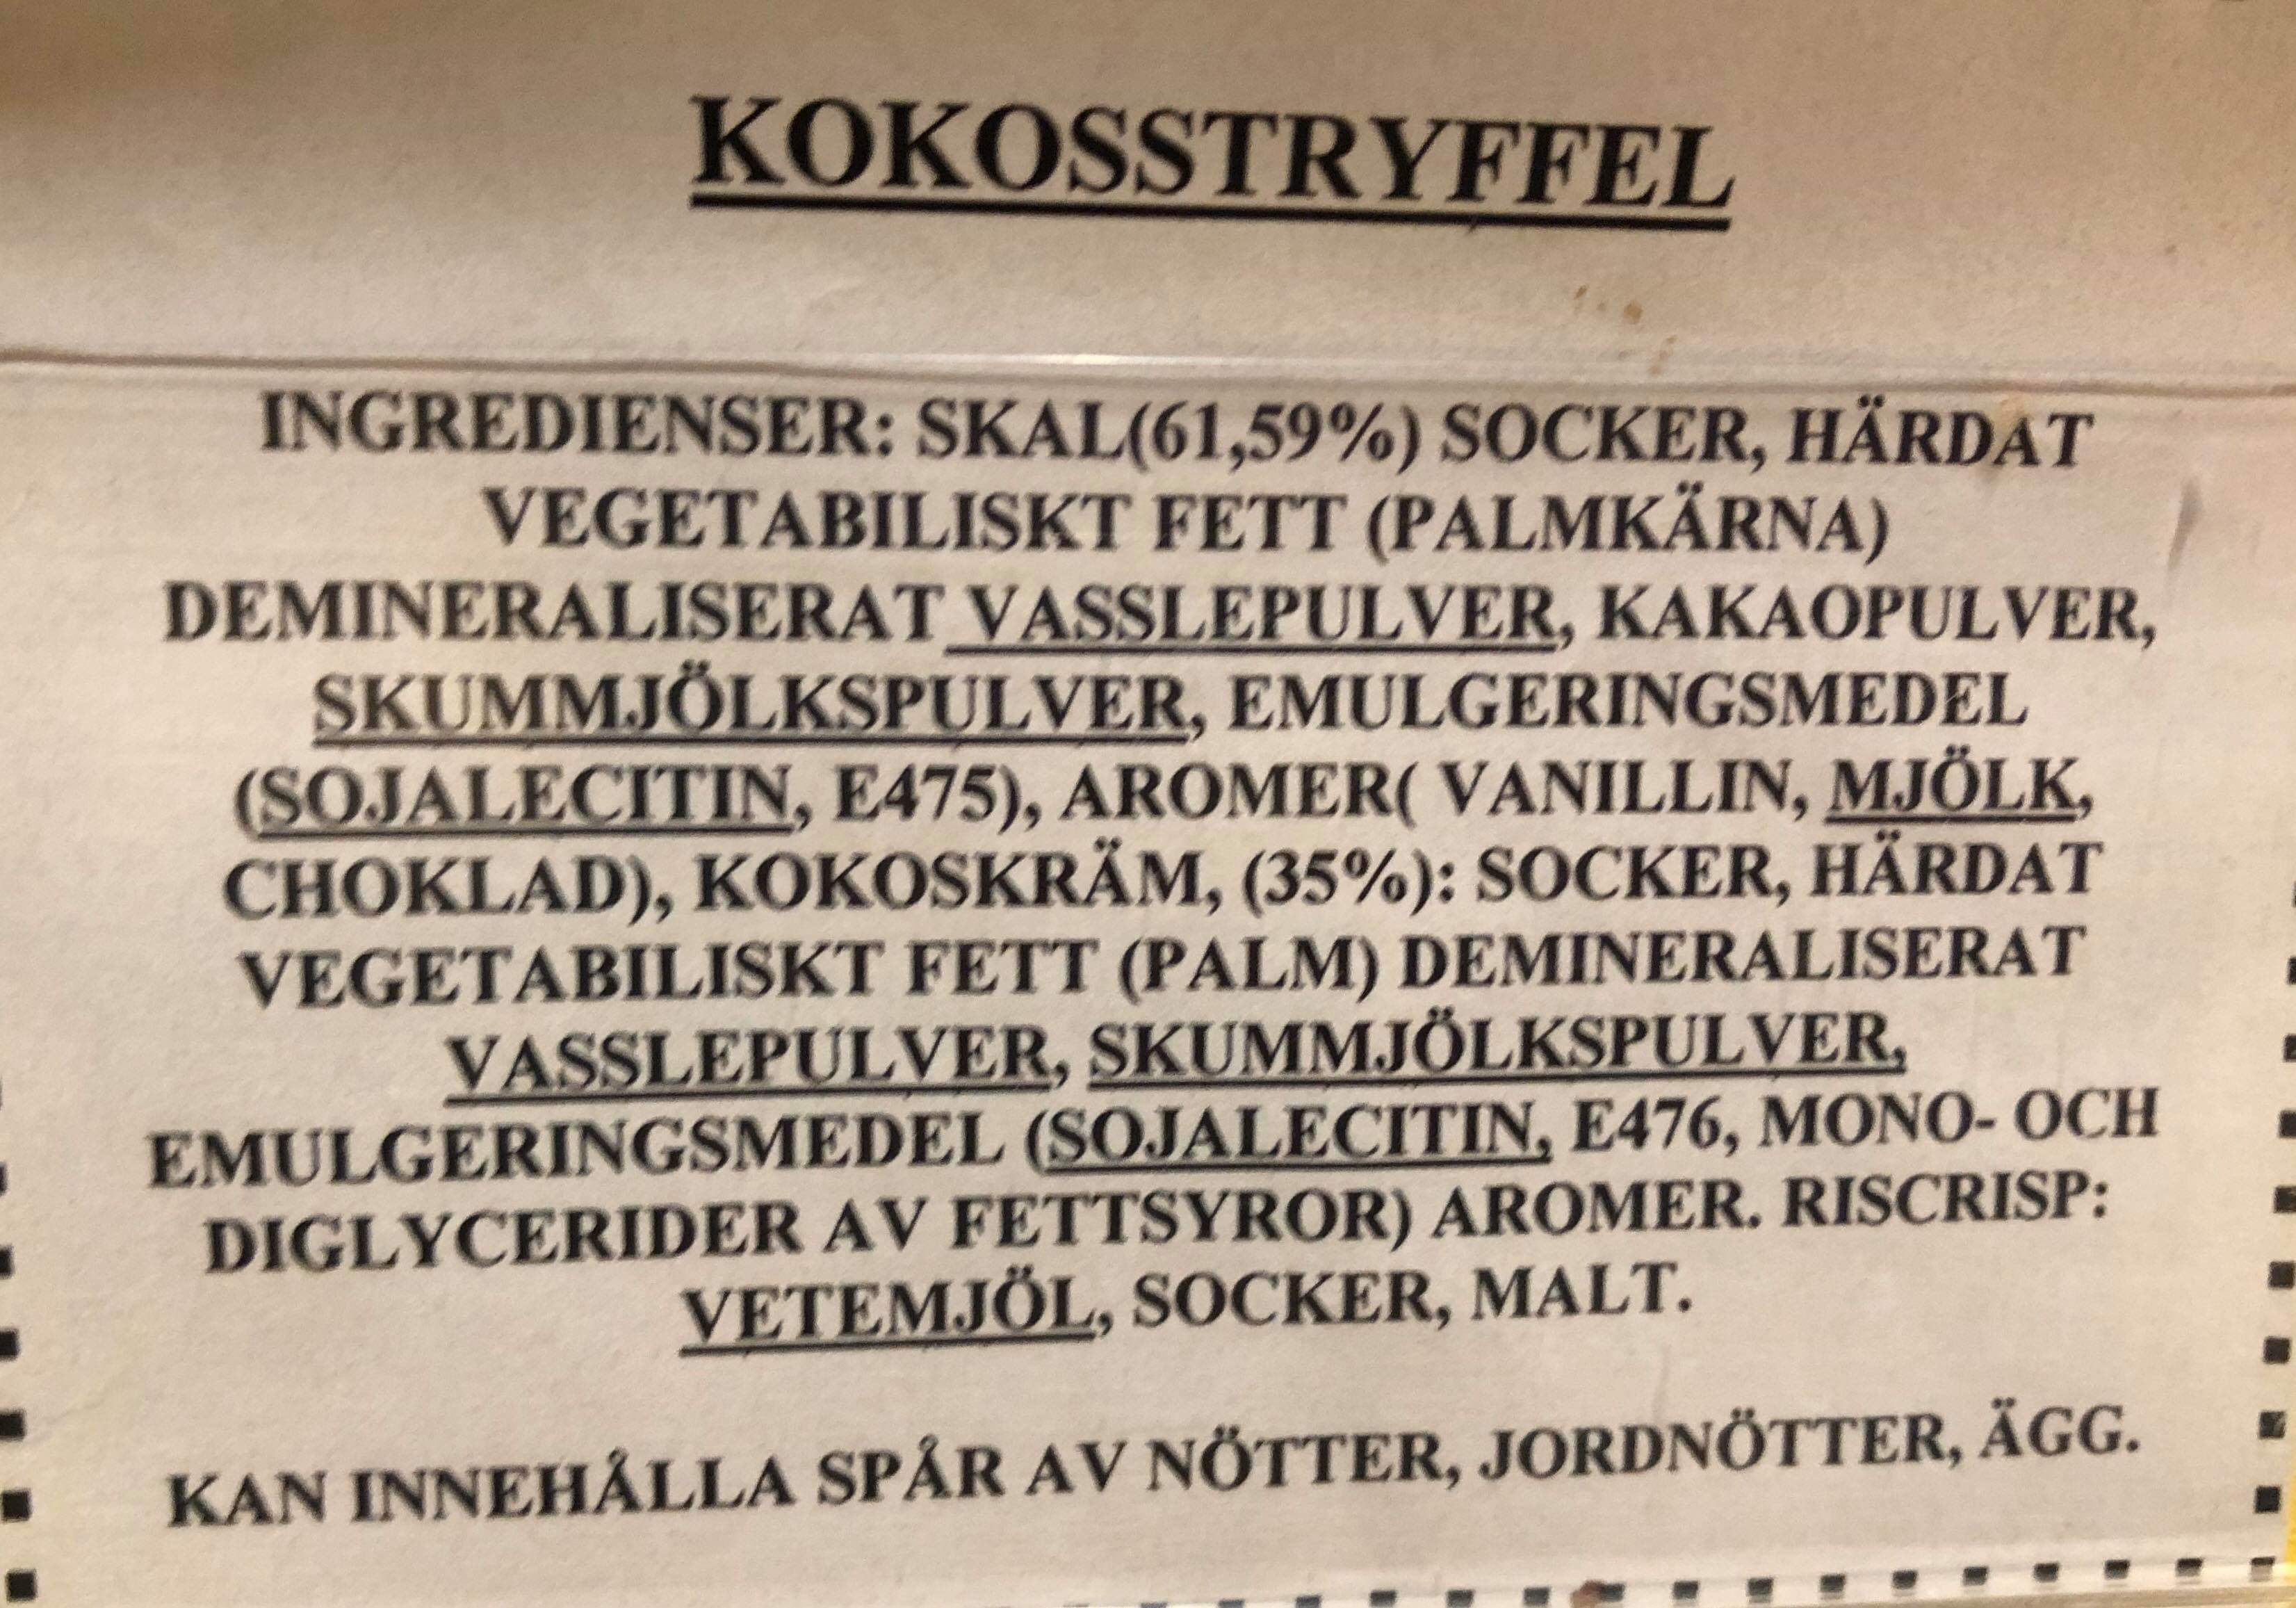 KOKOSSTRYFFEL
INGREDIENSER: SKAL(61,59%) SOCKER, HÄRDAT
VEGETABILISKT FETT (PALMKÄRNA)
DEMINERALISERAT VASSLEPULVER, KAKAOPULVER,
SKUMMJÖLKSPULVER, EMULGERINGSMEDEL
(SOJALECITIN, E475), AROMER( VANILLIN, MJÖLK,
CHOKLAD), KOKOSKRÄM, (35%): SOCKER, HÄRDAT
VEGETABILISKT FETT (PALM) DEMINERALISERAT
VASSLEPULVER, SKUMMJÖLKSPULVER,
EMULGERINGSMEDEL (SOJALECITIN, E476, MONO- OCH
DIGLYCERIDER AV FETTSYROR) AROMER. RISCRISP:
VETEMJÖL, SOCKER, MALT.
KAN INNEHÅLLA SPÅR AV NÖTTER, JORDNÖTTER, ÄGG.